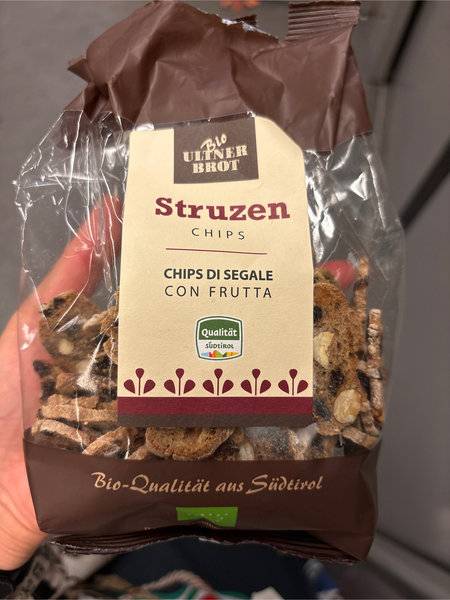 Bio
ULTNER
BROT
Struzen
CHIPS
CHIPS DI SEGALE
CON FRUTTA
Qualität
SÜDTIROL
Bio-Qualität aus Südtirol